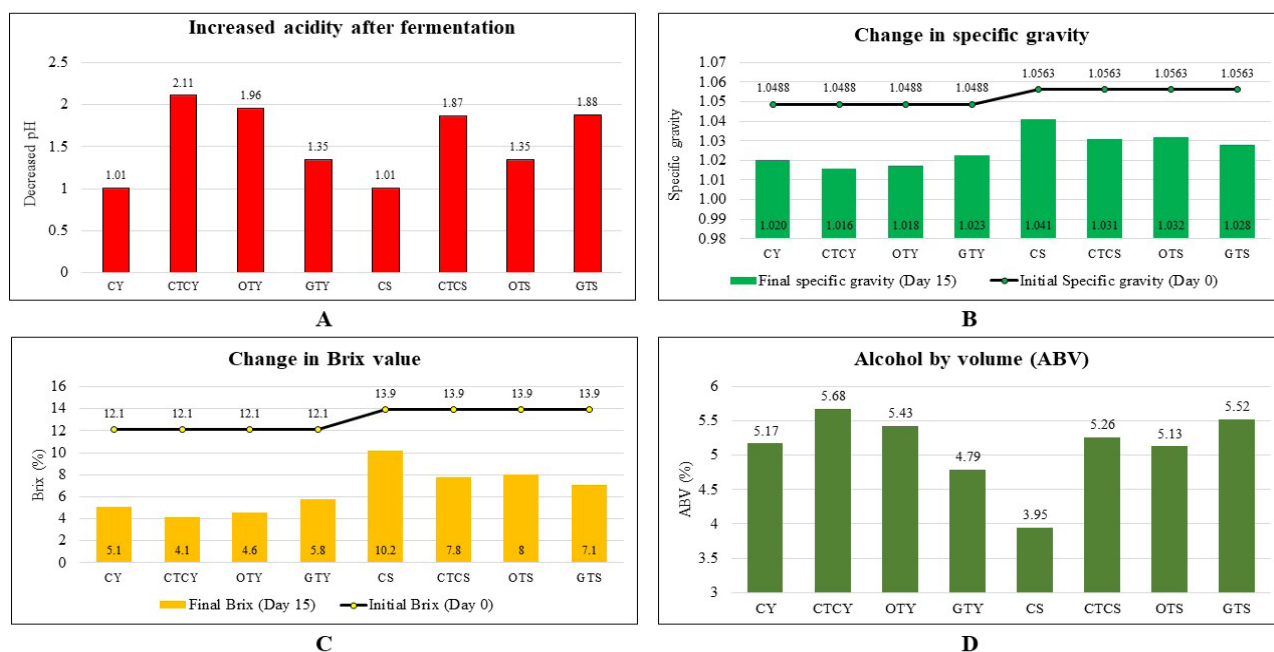 Increased acidity after fermentation
Decreased pH
2.5
2
1.5
1
0.5
0
1.01
2.11
1.96
1.35
1.01
1.87
1.35
1.88
CY CTCY OTY GTY CS CTCS OTS GTS
A
Change in specific gravity
Specific gravity
1.07
1.06
1.05
1.04
1.03
1.02
1.01
1.00
0.99
0.98
1.0488 1.0488 1.0488 1.0488 1.0563 1.0563 1.0563 1.0563
1.020 1.016 1.018 1.023 1.041 1.031 1.032 1.028
CY CTCY OTY GTY CS CTCS OTS GTS
Final specific gravity (Day 15) Initial Specific gravity (Day 0)
B
Change in Brix value
Brix (%)
16
14
12
10
8
6
4
2
0
12.1 12.1 12.1 12.1 13.9 13.9 13.9 13.9
5.1 4.1 4.6 5.8 10.2 7.8 8 7.1
CY CTCY OTY GTY CS CTCS OTS GTS
Final Brix (Day 15) Initial Brix (Day 0)
C
Alcohol by volume (ABV)
ABV (%)
6
5.5
5
4.5
4
3.5
3
5.17
5.68
5.43
4.79
3.95
5.26
5.13
5.52
CY CTCY OTY GTY CS CTCS OTS GTS
D